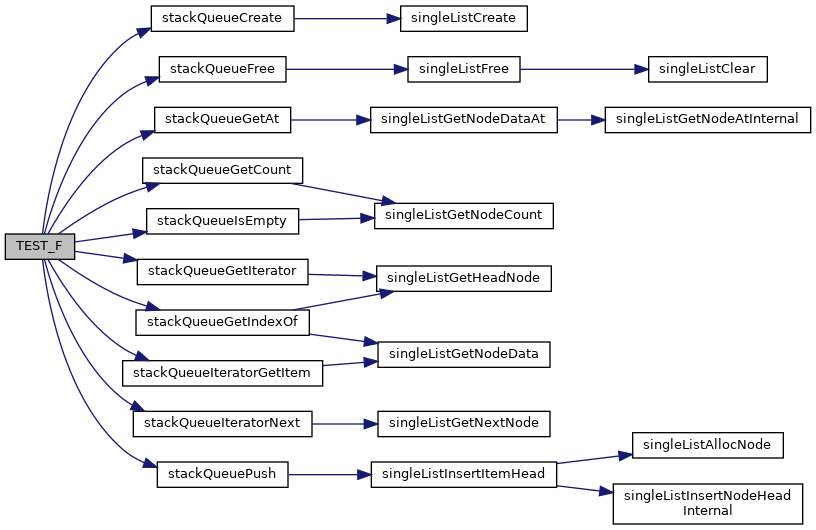 stackQueueCreate
singleListCreate
stackQueueFree
singleListFree
singleListClear
stackQueueGetAt
singleListGetNodeDataAt
singleListGetNodeAtInternal
stackQueueGetCount
singleListGetNodeCount
stackQueueIsEmpty
TEST_F
stackQueueGetIterator
singleListGetHeadNode
stackQueueGetIndexOf
singleListGetNodeData
stackQueueIteratorGetItem
stackQueueIteratorNext
singleListGetNextNode
singleListAllocNode
stackQueuePush
singleListInsertItemHead
singleListInsertNodeHead
Internal